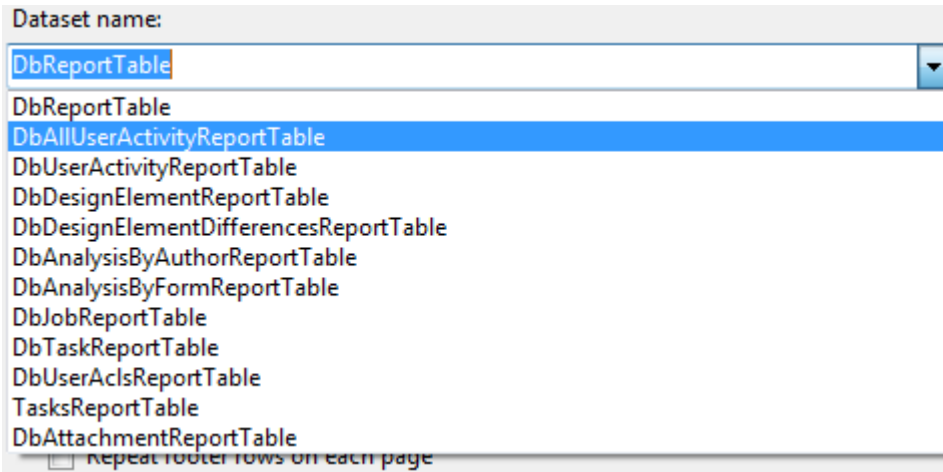 Dataset name:
DbReportTable
DbReportTable
DbAllUserActivityReportTable
DbUserActivityReportTable
DbDesignElementReportTable
DbDesignElementDifferencesReportTable
DbAnalysisByAuthorReportTable
DbAnalysisByFormReportTable
DbJobReportTable
DbTaskReportTable
DbUserAclsReportTable
TasksReportTable
DbAttachmentReportTable
Repeat footer rows on each page